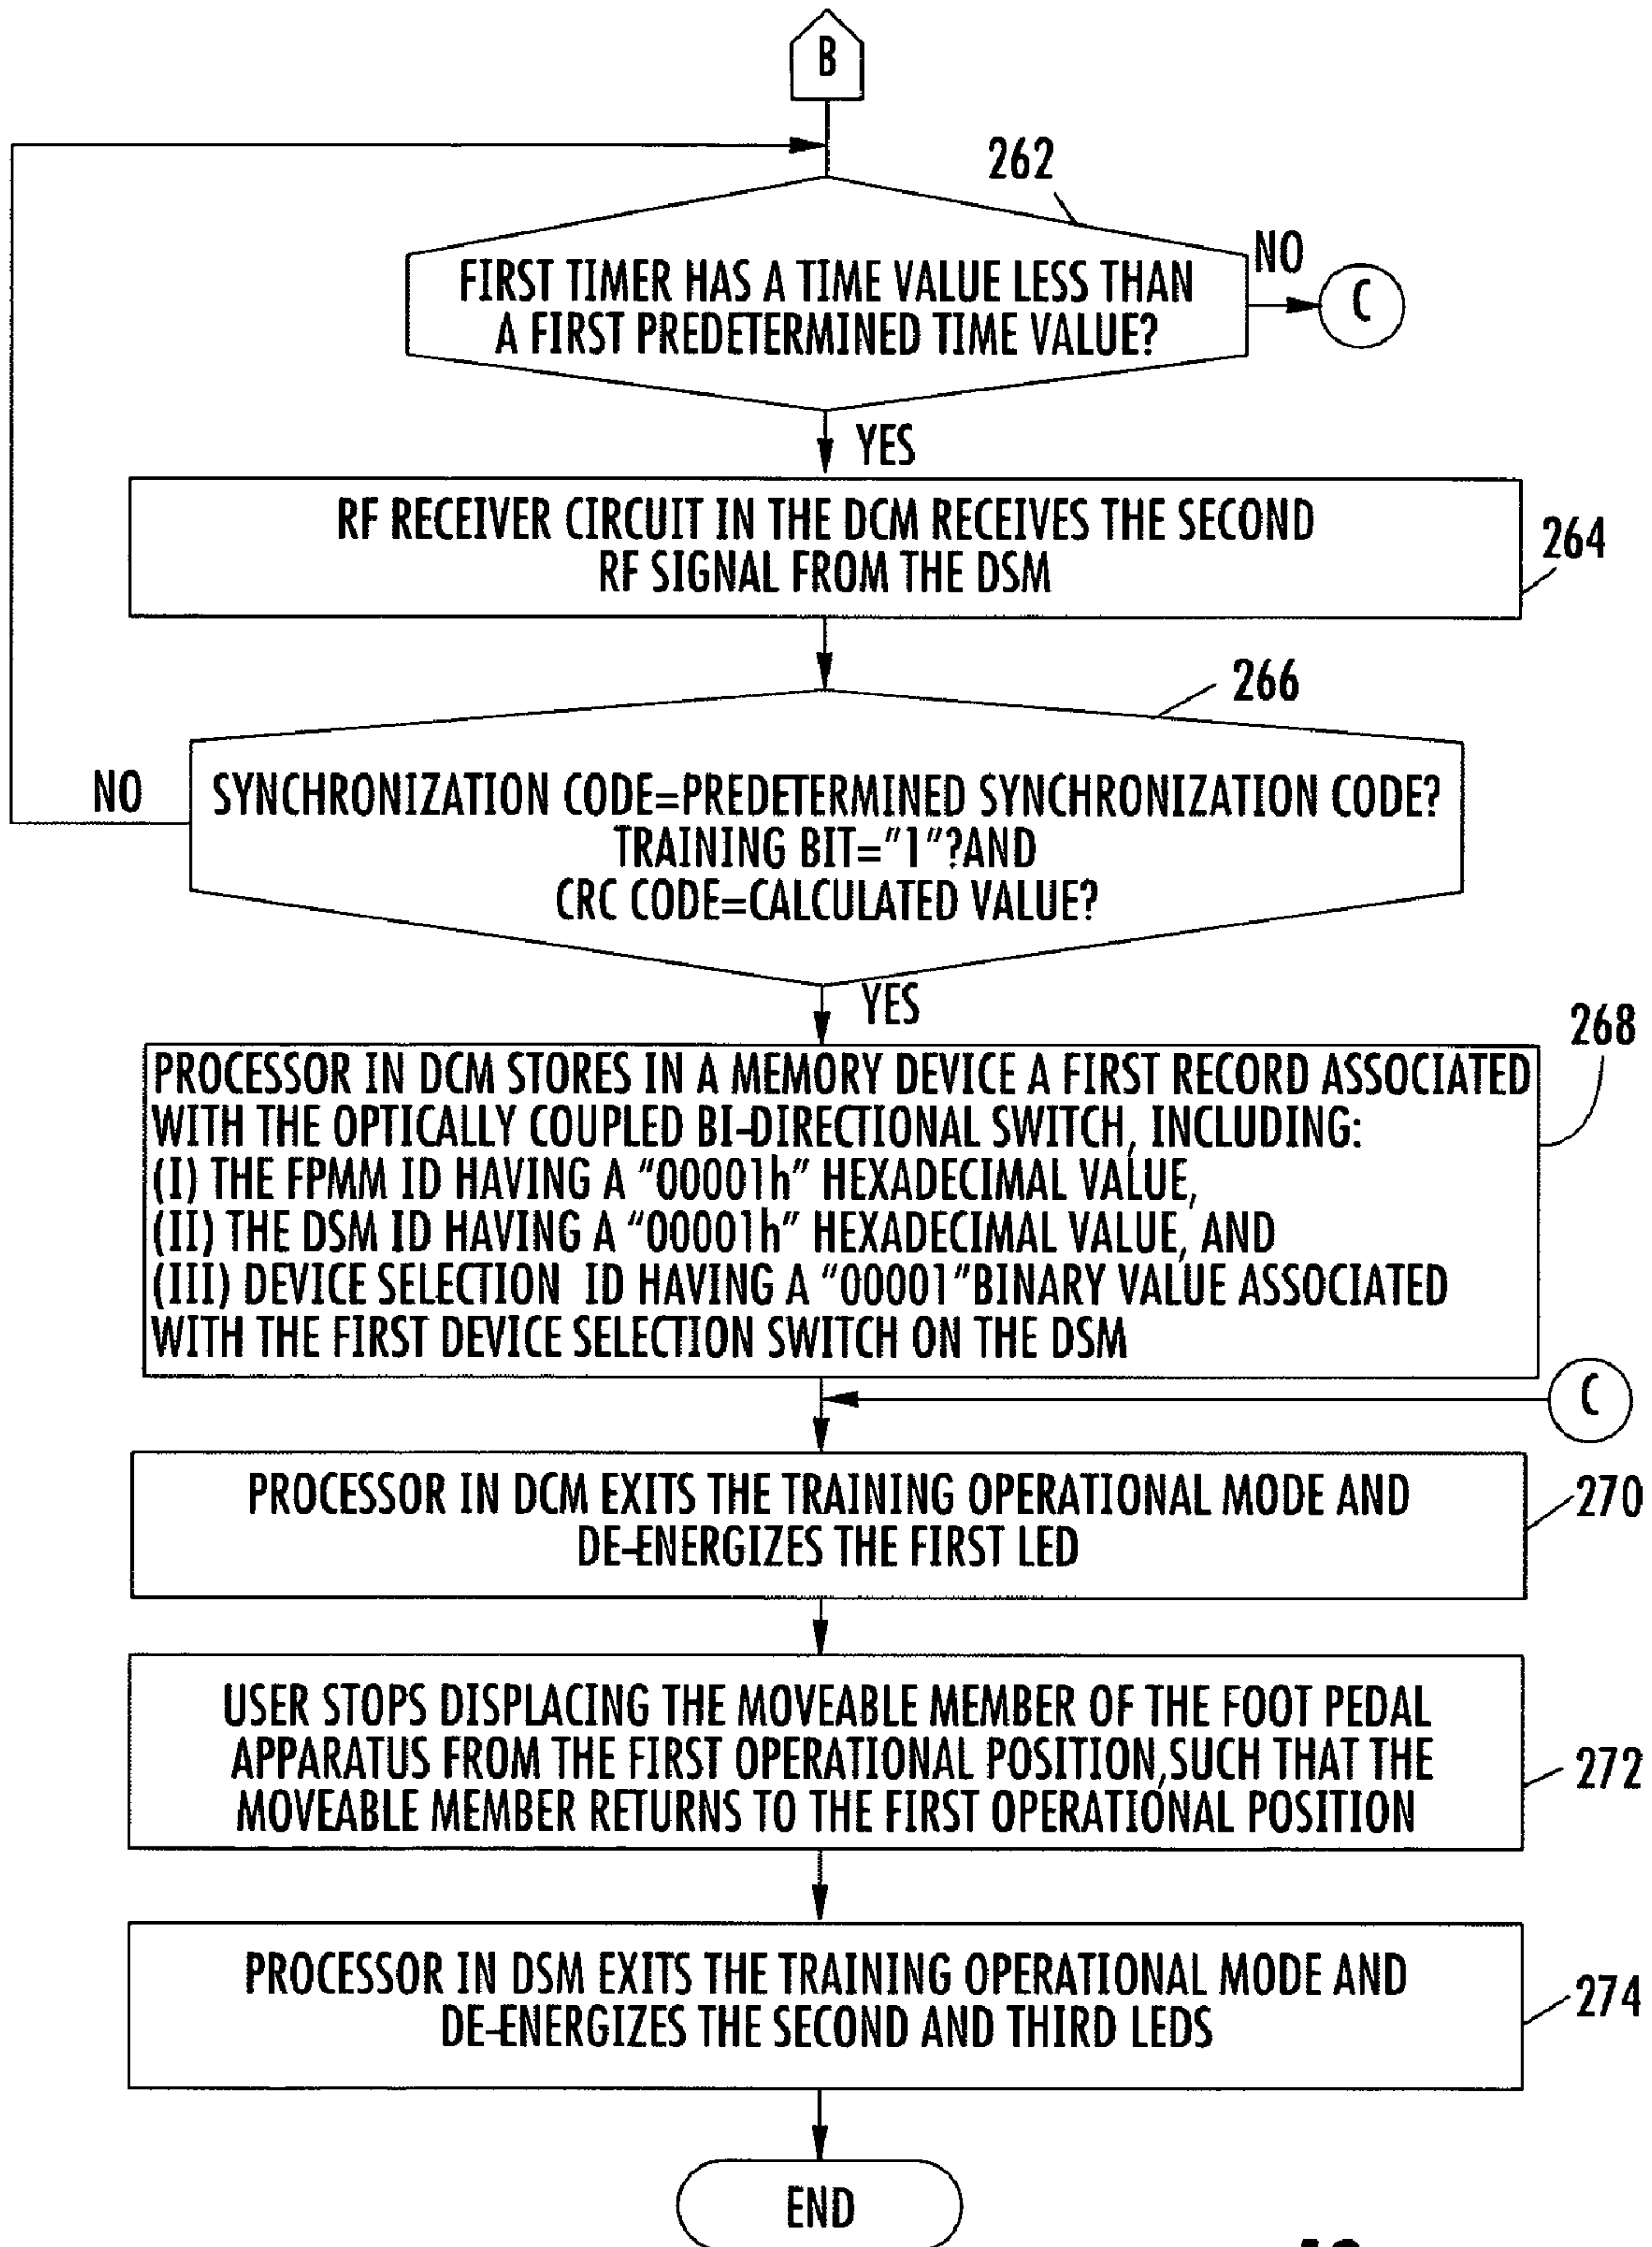 B
262
FIRST TIMER HAS A TIME VALUE LESS THAN
A FIRST PREDETERMINED TIME VALUE?
NO
C
YES
RF RECEIVER CIRCUIT IN THE DCM RECEIVES THE SECOND
RF SIGNAL FROM THE DSM
264
266
NO
SYNCHRONIZATION CODE=PREDETERMINED SYNCHRONIZATION CODE?
TRAINING BIT="1"?AND
CRC CODE=CALCULATED VALUE?
YES
268
PROCESSOR IN DCM STORES IN A MEMORY DEVICE A FIRST RECORD ASSOCIATED
WITH THE OPTICALLY COUPLED BI-DIRECTIONAL SWITCH, INCLUDING:
(I) THE FPMM ID HAVING A "00001h" HEXADECIMAL VALUE,
(II) THE DSM ID HAVING A "00001h" HEXADECIMAL VALUE, AND
(III) DEVICE SELECTION ID HAVING A "00001"BINARY VALUE ASSOCIATED
WITH THE FIRST DEVICE SELECTION SWITCH ON THE DSM
C
PROCESSOR IN DCM EXITS THE TRAINING OPERATIONAL MODE AND
DE-ENERGIZES THE FIRST LED
270
USER STOPS DISPLACING THE MOVEABLE MEMBER OF THE FOOT PEDAL
APPARATUS FROM THE FIRST OPERATIONAL POSITION,SUCH THAT THE
MOVEABLE MEMBER RETURNS TO THE FIRST OPERATIONAL POSITION
272
PROCESSOR IN DSM EXITS THE TRAINING OPERATIONAL MODE AND
DE-ENERGIZES THE SECOND AND THIRD LEDS
274
END